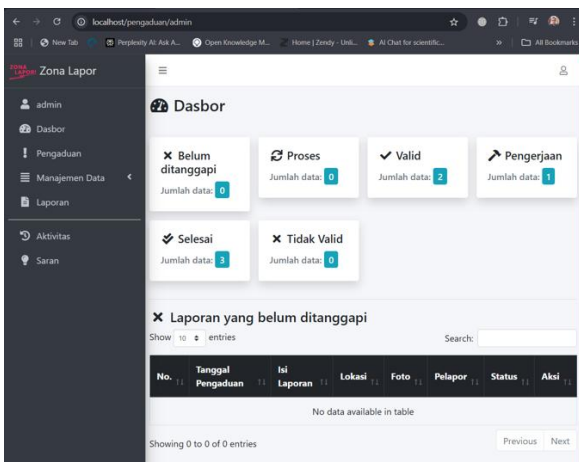 localhost/pengaduan/admin
New Tab
Perplexity AI: Ask A...
Open Knowledge M...
Home | Zendy - Unli...
AI Chat for scientific...
»
All Bookmarks
ZONA LAPOR!
Zona Lapor
admin
Dasbor
Pengaduan
Manajemen Data
Laporan
Aktivitas
Saran
Dasbor
Belum ditanggapi
Jumlah data: 0
Proses
Jumlah data: 0
Valid
Jumlah data: 2
Pengerjaan
Jumlah data: 1
Selesai
Jumlah data: 3
Tidak Valid
Jumlah data: 0
Laporan yang belum ditanggapi
Show 10 entries
Search:
No. Tanggal Pengaduan Isi Laporan Lokasi Foto Pelapor Status Aksi
No data available in table
Showing 0 to 0 of 0 entries
Previous Next